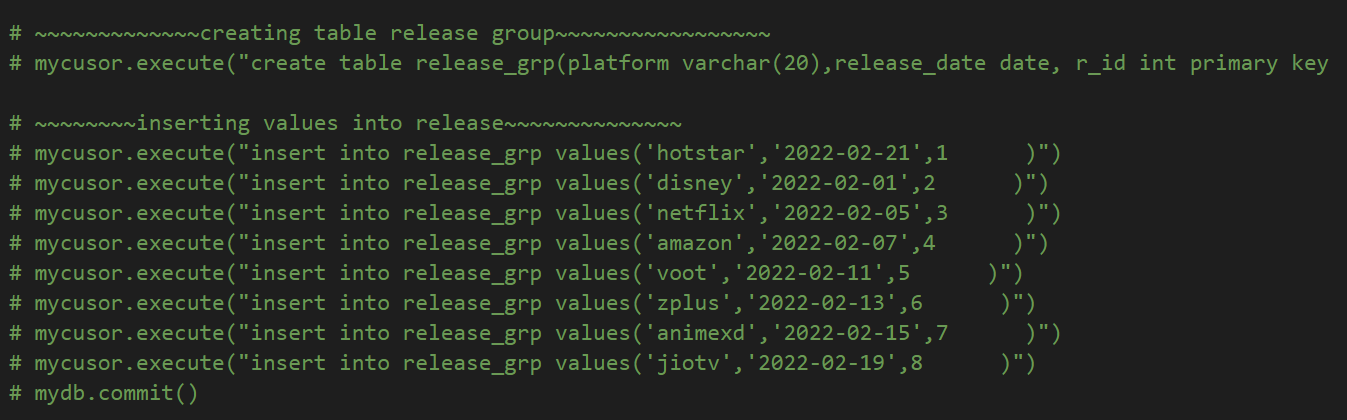 # ~~~~~~~~~~~~~creating table release group~~~~~~~~~~~~~~~~~
# mycusor.execute("create table release_grp(platform varchar(20),release_date date, r_id int primary key
# ~~~~~~~~inserting values into release~~~~~~~~~~~~~~
# mycusor.execute("insert into release_grp values('hotstar','2022-02-21',1      )")
# mycusor.execute("insert into release_grp values('disney','2022-02-01',2      )")
# mycusor.execute("insert into release_grp values('netflix','2022-02-05',3      )")
# mycusor.execute("insert into release_grp values('amazon','2022-02-07',4      )")
# mycusor.execute("insert into release_grp values('voot','2022-02-11',5      )")
# mycusor.execute("insert into release_grp values('zplus','2022-02-13',6      )")
# mycusor.execute("insert into release_grp values('animexd','2022-02-15',7      )")
# mycusor.execute("insert into release_grp values('jiotv','2022-02-19',8      )")
# mydb.commit()